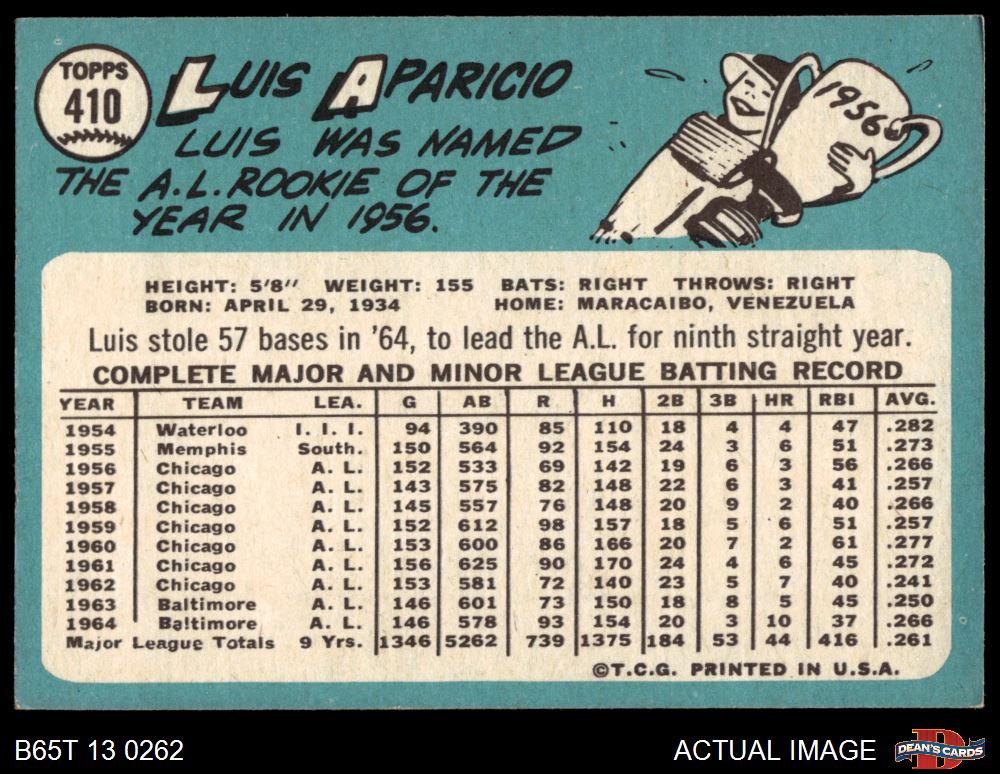 TOPPS
410
LUIS APARICIO
LUIS WAS NAMED
THE A.L. ROOKIE OF THE
YEAR IN 1956.
1956
HEIGHT: 5'8" WEIGHT: 155 BATS: RIGHT THROWS: RIGHT
BORN: APRIL 29, 1934 HOME: MARACAIBO, VENEZUELA
Luis stole 57 bases in '64, to lead the A.L. for ninth straight year.
COMPLETE MAJOR AND MINOR LEAGUE BATTING RECORD
YEAR TEAM LEA. G AB R H 2B 3B HR RBI AVG.
1954 Waterloo I. I. I. 94 390 85 110 18 4 4 47 .282
1955 Memphis South. 150 564 92 154 24 3 6 51 .273
1956 Chicago A. L. 152 533 69 142 19 6 3 56 .266
1957 Chicago A. L. 143 575 82 148 22 6 3 41 .257
1958 Chicago A. L. 145 557 76 148 20 9 2 40 .266
1959 Chicago A. L. 152 612 98 157 18 5 6 51 .257
1960 Chicago A. L. 153 600 86 166 20 7 2 61 .277
1961 Chicago A. L. 156 625 90 170 24 4 6 45 .272
1962 Chicago A. L. 153 581 72 140 23 5 7 40 .241
1963 Baltimore A. L. 146 601 73 150 18 8 5 45 .250
1964 Baltimore A. L. 146 578 93 154 20 3 10 37 .266
Major League Totals 9 Yrs. 1346 5262 739 1375 184 53 44 416 .261
©T.C.G. PRINTED IN U.S.A.
B65T 13 0262 ACTUAL IMAGE D DEAN'S CARDS